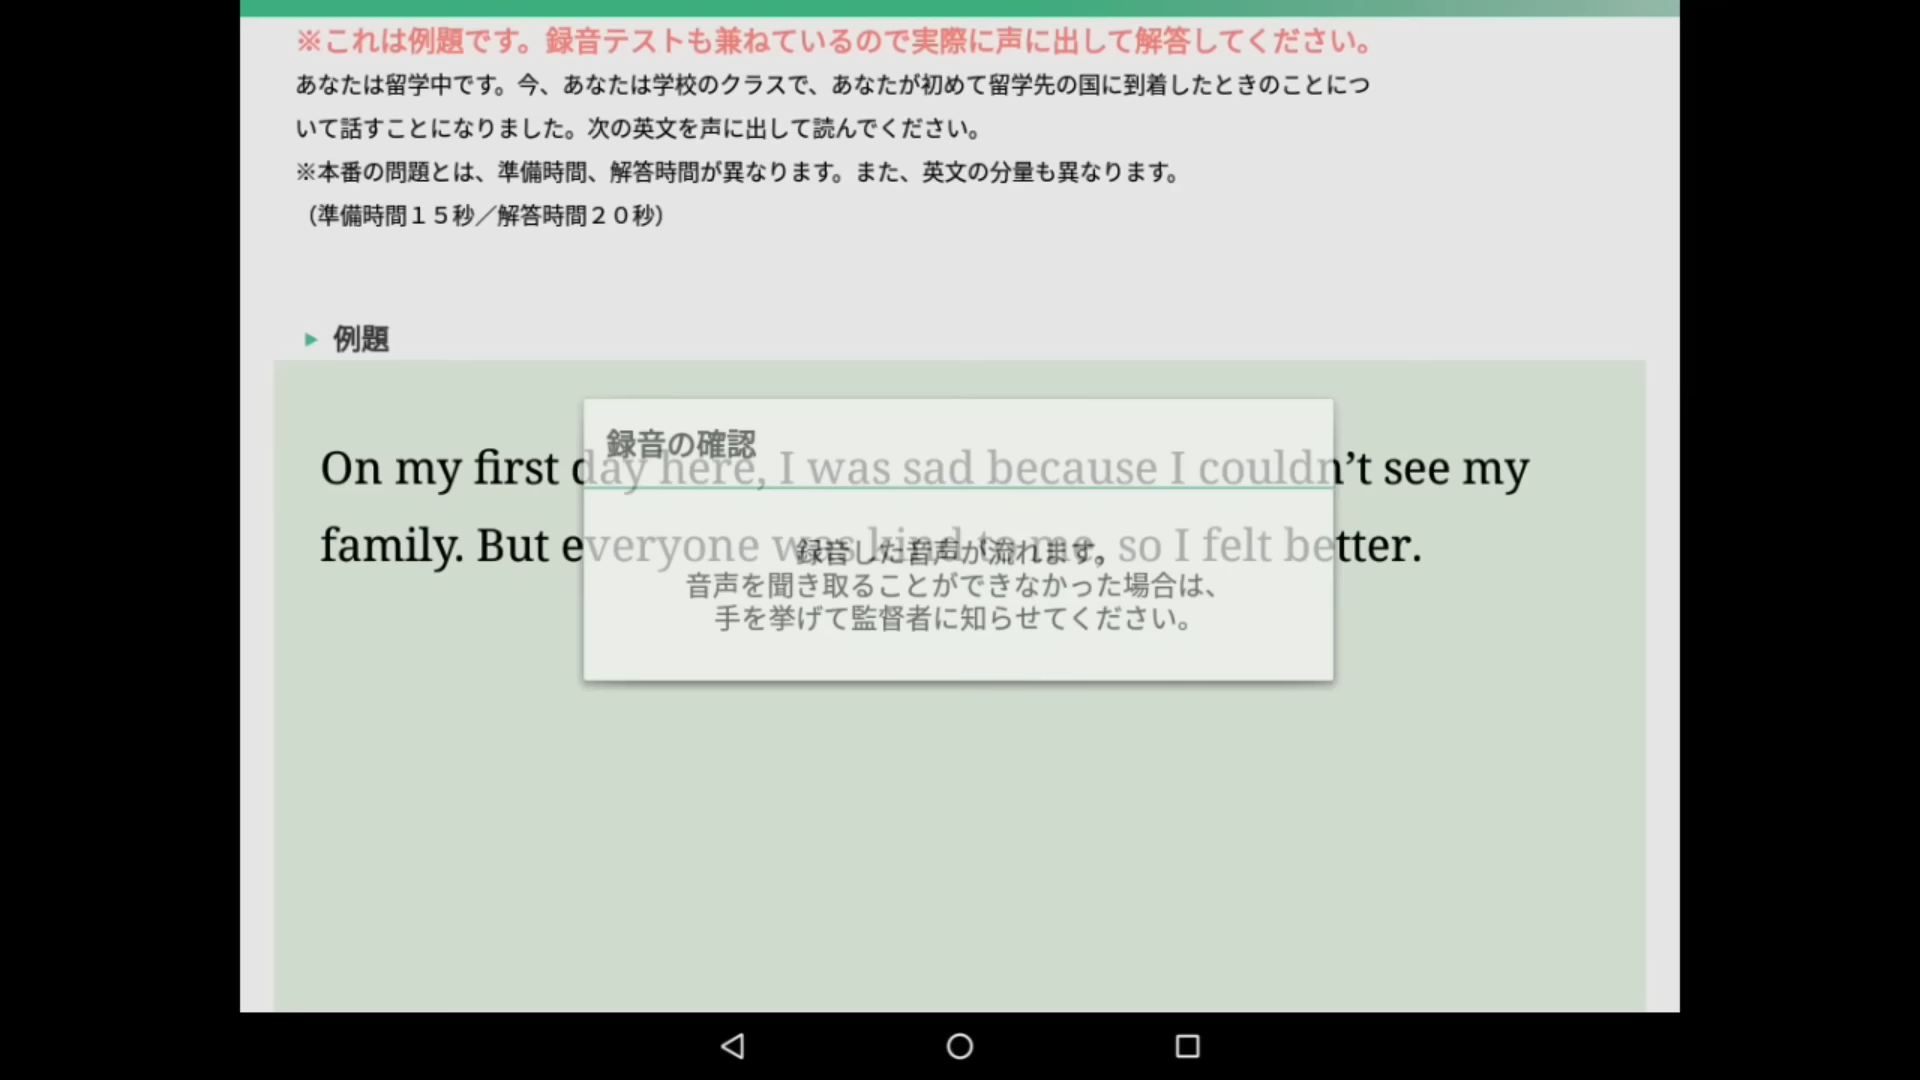 ※これは例題です。録音テストも兼ねているので実際に声に出して解答してください。
あなたは留学中です。今、あなたは学校のクラスで、あなたが初めて留学先の国に到着したときのことにつ
いて話すことになりました。次の英文を声に出して読んでください。
※本番の問題とは、準備時間、解答時間が異なります。また、英文の分量も異なります。
（準備時間１５秒／解答時間２０秒）
例題
On my first day here, I was sad because I couldn’t see my
family. But everyone was kind to me, so I felt better.
録音の確認
録音した音声が流れます。
音声を聞き取ることができなかった場合は、
手を挙げて監督者に知らせてください。